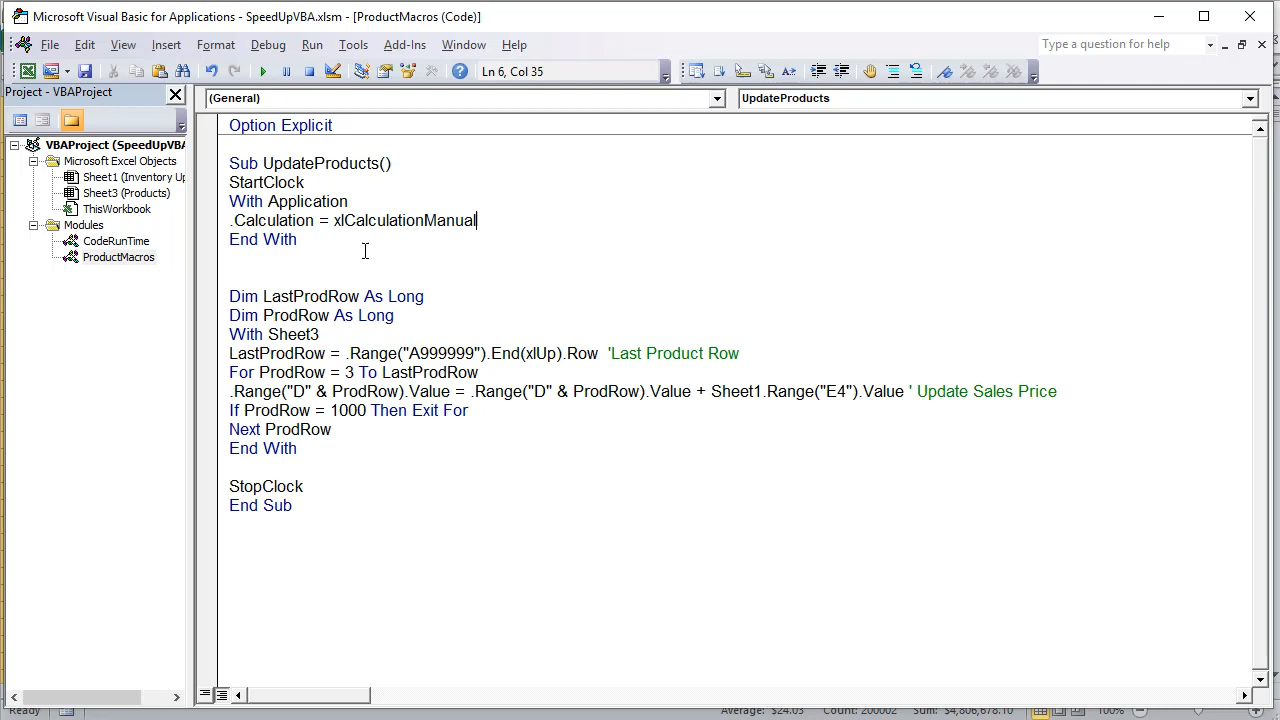 Microsoft Visual Basic for Applications - SpeedUpVBA.xlsm - [ProductMacros (Code)]
File Edit View Insert Format Debug Run Tools Add-Ins Window Help
Type a question for help
Ln 6, Col 35
Project - VBAProject
(General)
UpdateProducts
VBAProject (SpeedUpVBA
Microsoft Excel Objects
Sheet1 (Inventory Up
Sheet3 (Products)
ThisWorkbook
Modules
CodeRunTime
ProductMacros
Option Explicit
Sub UpdateProducts()
StartClock
With Application
.Calculation = xlCalculationManual
End With
Dim LastProdRow As Long
Dim ProdRow As Long
With Sheet3
LastProdRow = .Range("A999999").End(xlUp).Row 'Last Product Row
For ProdRow = 3 To LastProdRow
.Range("D" & ProdRow).Value = .Range("D" & ProdRow).Value + Sheet1.Range("E4").Value ' Update Sales Price
If ProdRow = 1000 Then Exit For
Next ProdRow
End With
StopClock
End Sub
Ready
Average: $24.03 Count: 200002 Sum: $4,806,678.10
100%